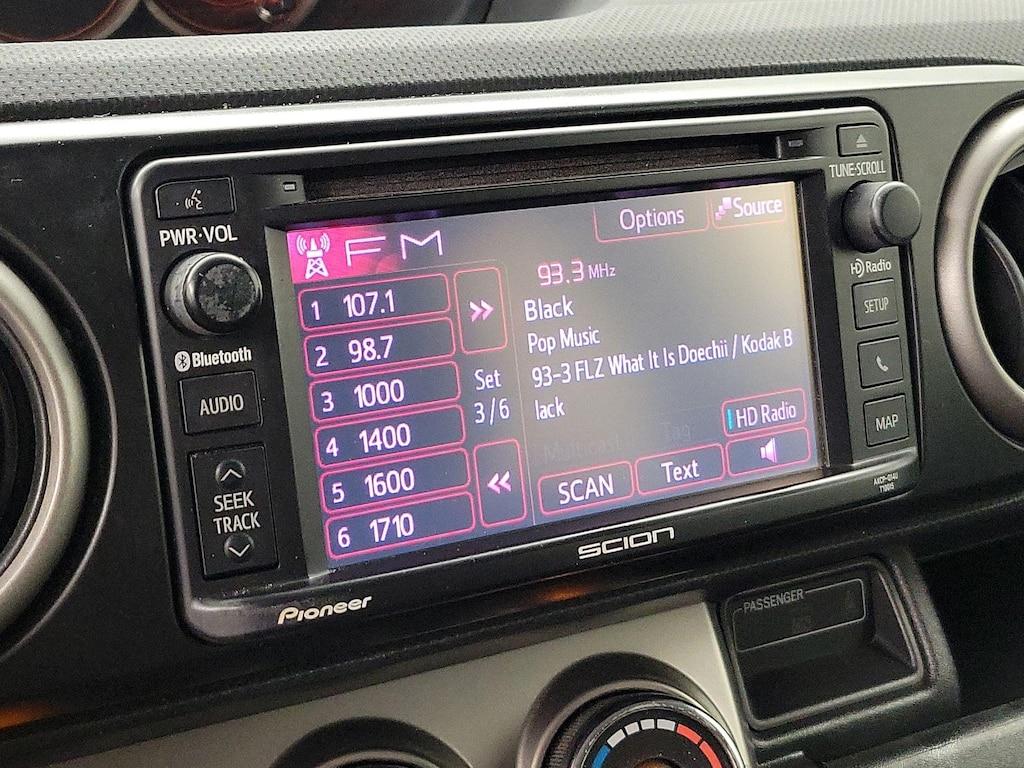 TUNE·SCROLL
PWR·VOL
FM
Options
Source
93.3 MHz
HD Radio
1 107.1
Black
SETUP
2 98.7
Pop Music
Bluetooth
3 1000
Set
93-3 FLZ What It Is Doechii / Kodak B
AUDIO
3/6
lack
HD Radio
MAP
4 1400
Multicast
Tag
SEEK
TRACK
5 1600
SCAN
Text
6 1710
SCION
Pioneer
PASSENGER